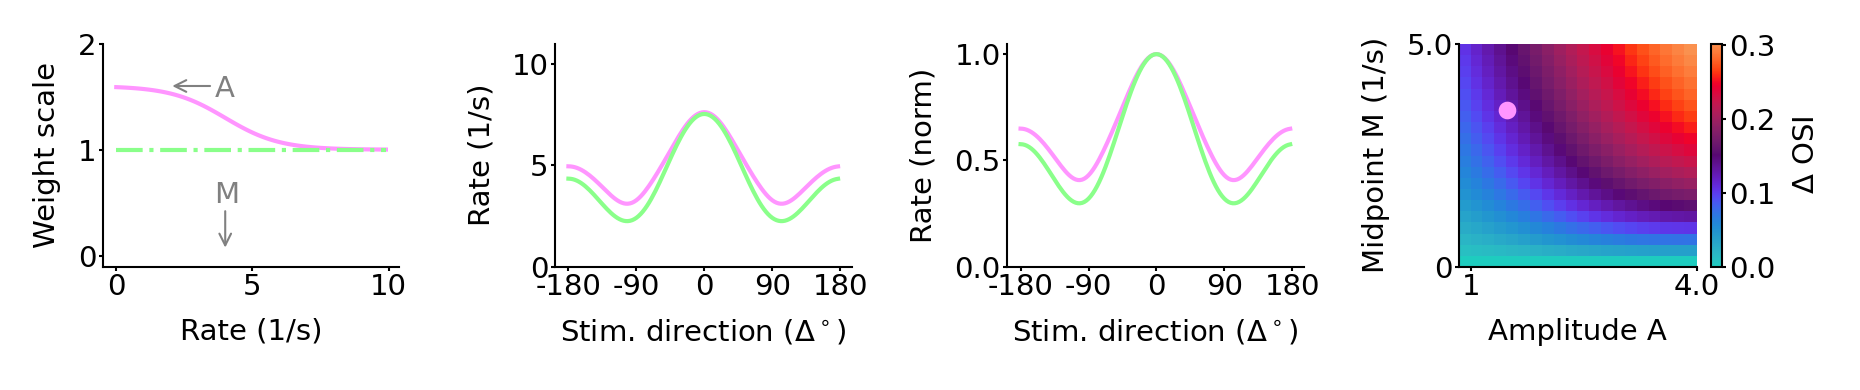 Weight scale
2
1
0
A
M
0 5 10
Rate (1/s)
Rate (1/s)
10
5
0
-180 -90 0 90 180
Stim. direction (Δ°)
Rate (norm)
1.0
0.5
0.0
-180 -90 0 90 180
Stim. direction (Δ°)
Midpoint M (1/s)
5.0
0
1 4.0
Amplitude A
0.3
0.2
0.1
0.0
Δ OSI